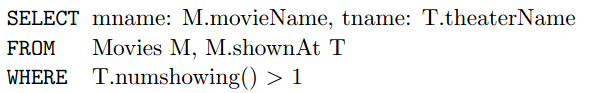 SELECT mname: M.movieName, tname: T.theaterName
FROM Movies M, M.shownAt T
WHERE T.numshowing() > 1